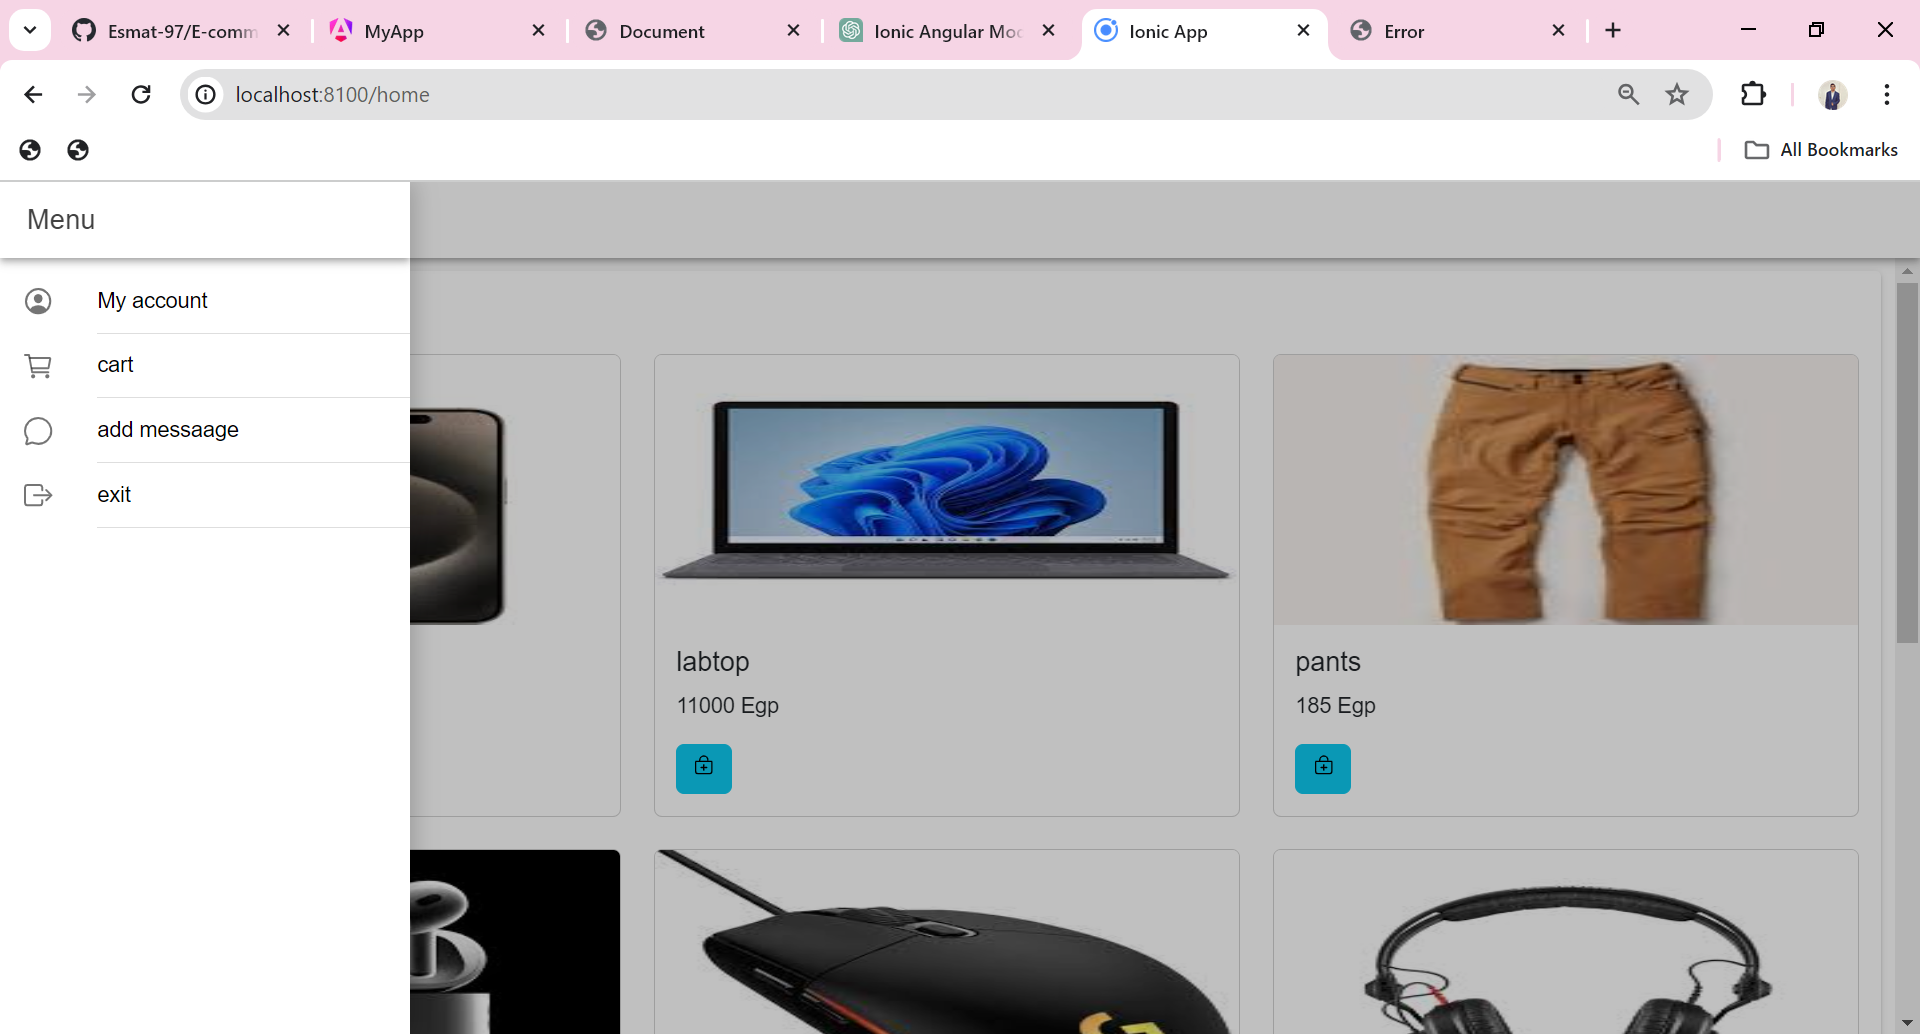 Esmat-97/E-comm
MyApp
Document
Ionic Angular Moc
Ionic App
Error
localhost:8100/home
All Bookmarks
Menu
My account
cart
add messaage
exit
labtop
11000 Egp
pants
185 Egp